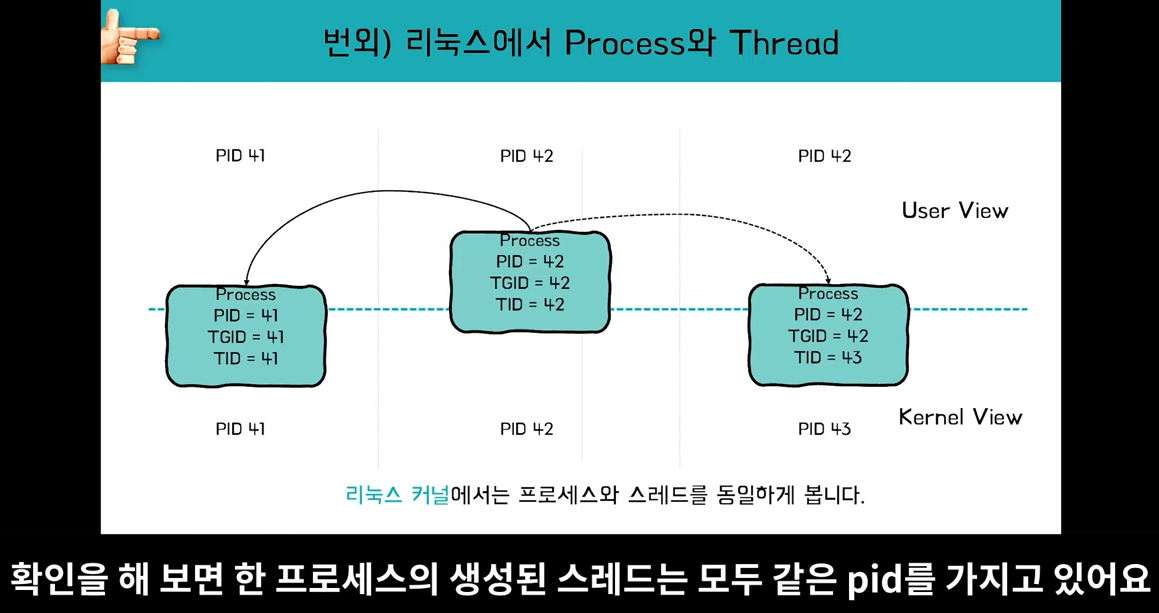 번외) 리눅스에서 Process와 Thread
PID 41
PID 42
PID 42
User View
Process
PID = 42
TGID = 42
TID = 42
Process
PID = 41
TGID = 41
TID = 41
Process
PID = 42
TGID = 42
TID = 43
PID 41
PID 42
PID 43
Kernel View
리눅스 커널에서는 프로세스와 스레드를 동일하게 봅니다.
확인을 해 보면 한 프로세스의 생성된 스레드는 모두 같은 pid를 가지고 있어요